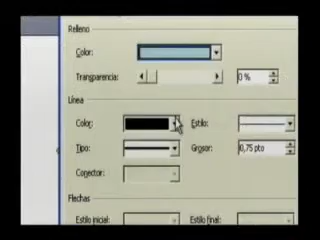 Relleno
Color:
Transparencia: 0 %
Línea
Color: Estilo:
Tipo: Grosor: 0,75 pto
Conector:
Flechas
Estilo inicial: Estilo final: